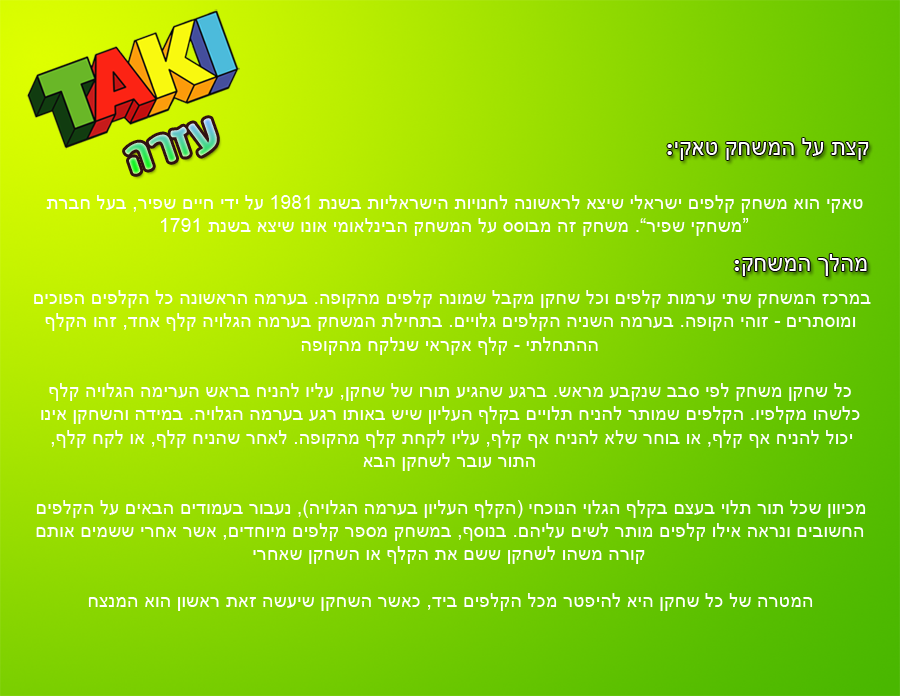 TAKI
עזרה
קצת על המשחק טאקי:
טאקי הוא משחק קלפים ישראלי שיצא לראשונה לחנויות הישראליות בשנת 1981 על ידי חיים שפיר, בעל חברת
"משחקי שפיר“. משחק זה מבוסס על המשחק הבינלאומי אונו שיצא בשנת 1791
מהלך המשחק:
במרכז המשחק שתי ערמות קלפים וכל שחקן מקבל שמונה קלפים מהקופה. בערמה הראשונה כל הקלפים הפוכים
ומוסתרים - זוהי הקופה. בערמה השניה הקלפים גלויים. בתחילת המשחק בערמה הגלויה קלף אחד, זהו הקלף
ההתחלתי - קלף אקראי שנלקח מהקופה
כל שחקן משחק לפי סבב שנקבע מראש. ברגע שהגיע תורו של שחקן, עליו להניח בראש הערימה הגלויה קלף
כלשהו מקלפיו. הקלפים שמותר להניח תלויים בקלף העליון שיש באותו רגע בערמה הגלויה. במידה והשחקן אינו
יכול להניח אף קלף, או בוחר שלא להניח אף קלף, עליו לקחת קלף מהקופה. לאחר שהניח קלף, או לקח קלף,
התור עובר לשחקן הבא
מכיוון שכל תור תלוי בעצם בקלף הגלוי הנוכחי (הקלף העליון בערמה הגלויה), נעבור בעמודים הבאים על הקלפים
החשובים ונראה אילו קלפים מותר לשים עליהם. בנוסף, במשחק מספר קלפים מיוחדים, אשר אחרי ששמים אותם
קורה משהו לשחקן ששם את הקלף או השחקן שאחרי
המטרה של כל שחקן היא להיפטר מכל הקלפים ביד, כאשר השחקן שיעשה זאת ראשון הוא המנצח